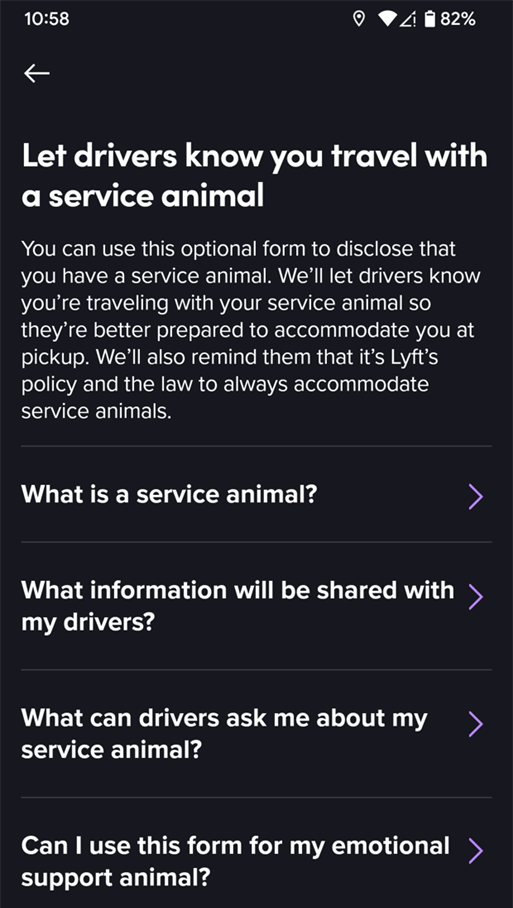 10:58
82%
Let drivers know you travel with
a service animal
You can use this optional form to disclose that
you have a service animal. We’ll let drivers know
you’re traveling with your service animal so
they’re better prepared to accommodate you at
pickup. We’ll also remind them that it’s Lyft’s
policy and the law to always accommodate
service animals.
What is a service animal?
What information will be shared with
my drivers?
What can drivers ask me about my
service animal?
Can I use this form for my emotional
support animal?